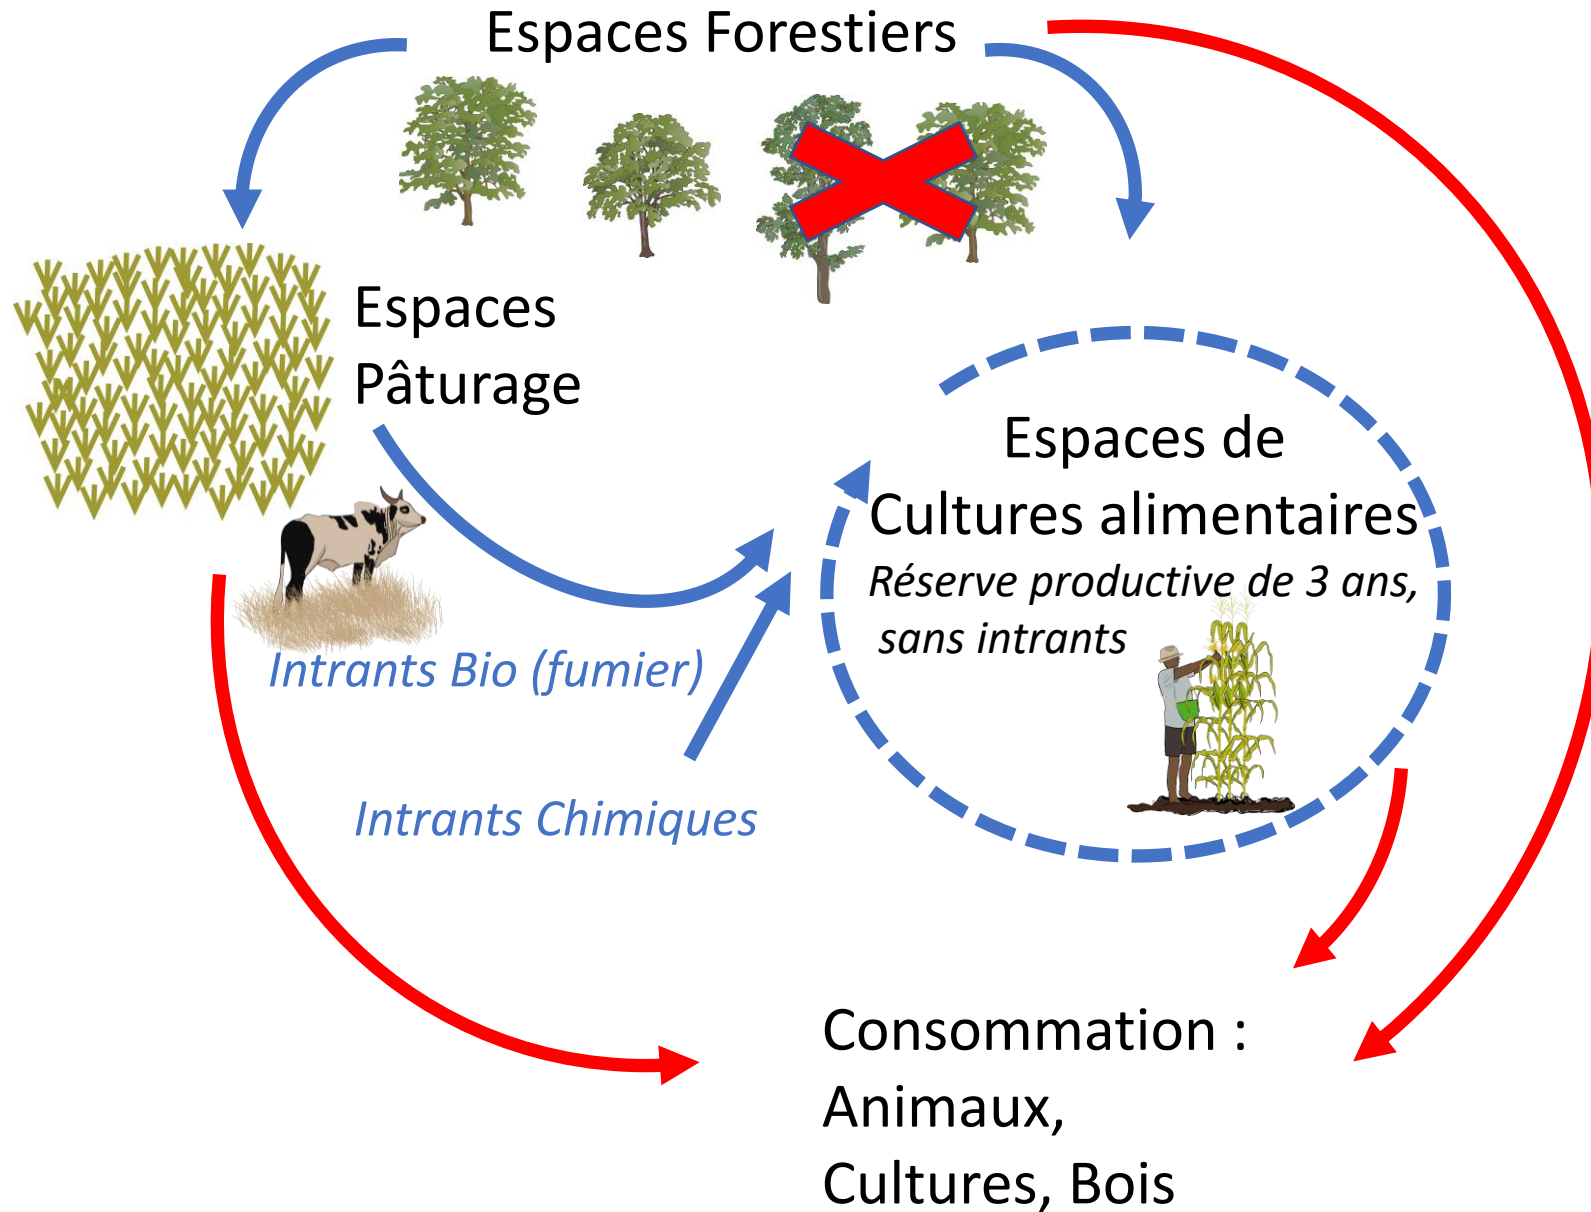 Espaces Forestiers
Espaces
Pâturage
Espaces de
Cultures alimentaires
Réserve productive de 3 ans,
sans intrants
Intrants Bio (fumier)
Intrants Chimiques
Consommation :
Animaux,
Cultures, Bois